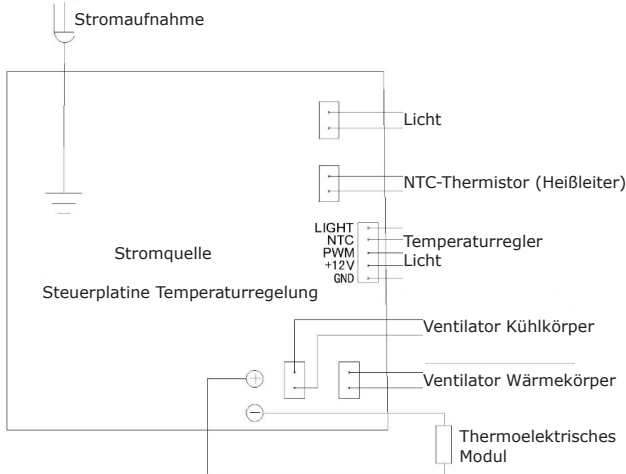 Stromaufnahme
Licht
NTC-Thermistor (Heißleiter)
LIGHT
NTC
PWM
+12V
GND
Temperaturregler
Licht
Stromquelle
Steuerplatine Temperaturregelung
Ventilator Kühlkörper
Ventilator Wärmekörper
Thermoelektrisches
Modul